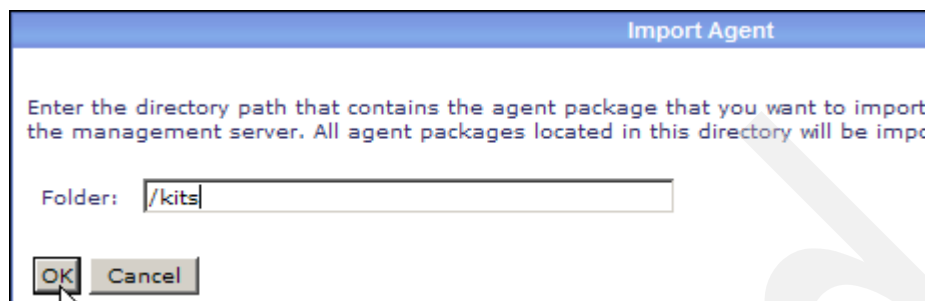 Import Agent
Enter the directory path that contains the agent package that you want to import
the management server. All agent packages located in this directory will be impo
Folder: /kits
OK Cancel